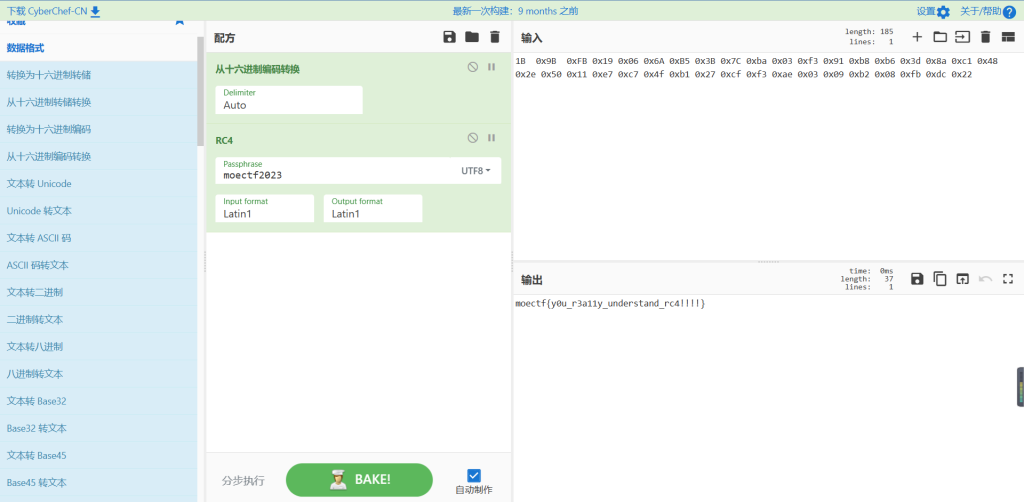 下载 CyberChef-CN
最新一次构建: 9 months 之前
设置
关于/帮助
收藏
数据格式
转换为十六进制转储
从十六进制转储转换
转换为十六进制编码
从十六进制编码转换
文本转 Unicode
Unicode 转文本
文本转 ASCII 码
ASCII 码转文本
文本转二进制
二进制转文本
文本转八进制
八进制转文本
文本转 Base32
Base32 转文本
文本转 Base45
Base45 转文本
配方
从十六进制编码转换
Delimiter
Auto
RC4
Passphrase
moectf2023
UTF8
Input format
Latin1
Output format
Latin1
分步执行
BAKE!
自动制作
输入
length: 185
lines: 1
1B 0x9B 0xFB 0x19 0x06 0x6A 0xB5 0x3B 0x7C 0xba 0x03 0xf3 0x91 0xb8 0xb6 0x3d 0x8a 0xc1 0x48
0x2e 0x50 0x11 0xe7 0xc7 0x4f 0xb1 0x27 0xcf 0xf3 0xae 0x03 0x09 0xb2 0x08 0xfb 0xdc 0x22
输出
time: 0ms
length: 37
lines: 1
moectf{y0u_r3a11y_understand_rc4!!!!}